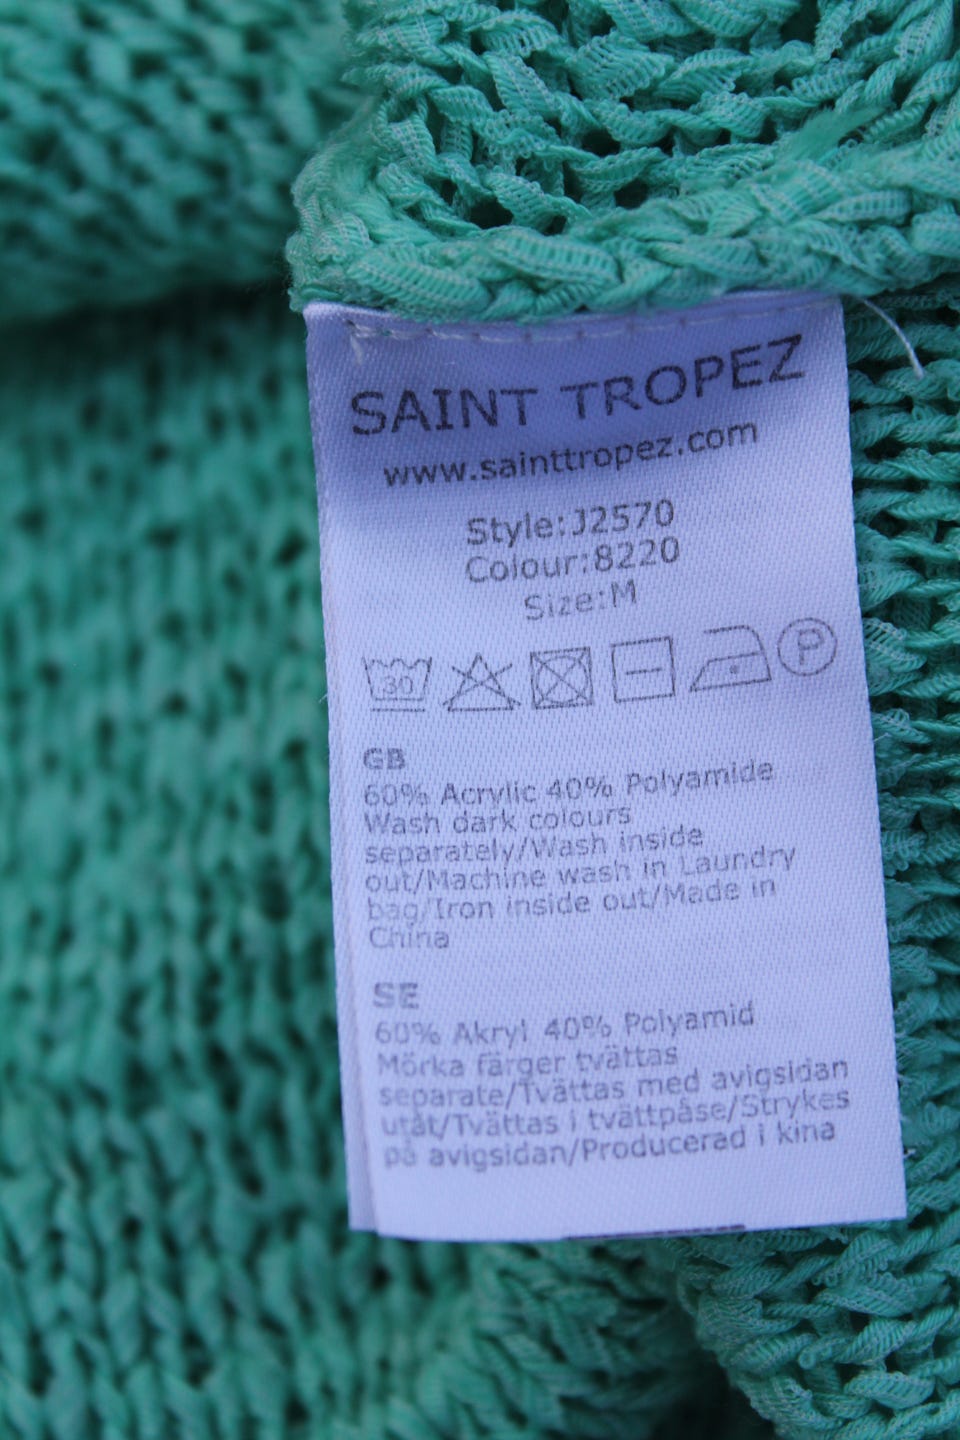 SAINT TROPEZ
www.sainttropez.com
Style:J2570
Colour:8220
Size:M
30
P
GB
60% Acrylic 40% Polyamide
Wash dark colours
separately/Wash inside
out/Machine wash in Laundry
bag/Iron inside out/Made in
China
SE
60% Akryl 40% Polyamid
Mörka färger tvättas
separate/Tvättas med avigsidan
utåt/Tvättas i tvättpåse/Strykes
på avigsidan/Producerad i kina